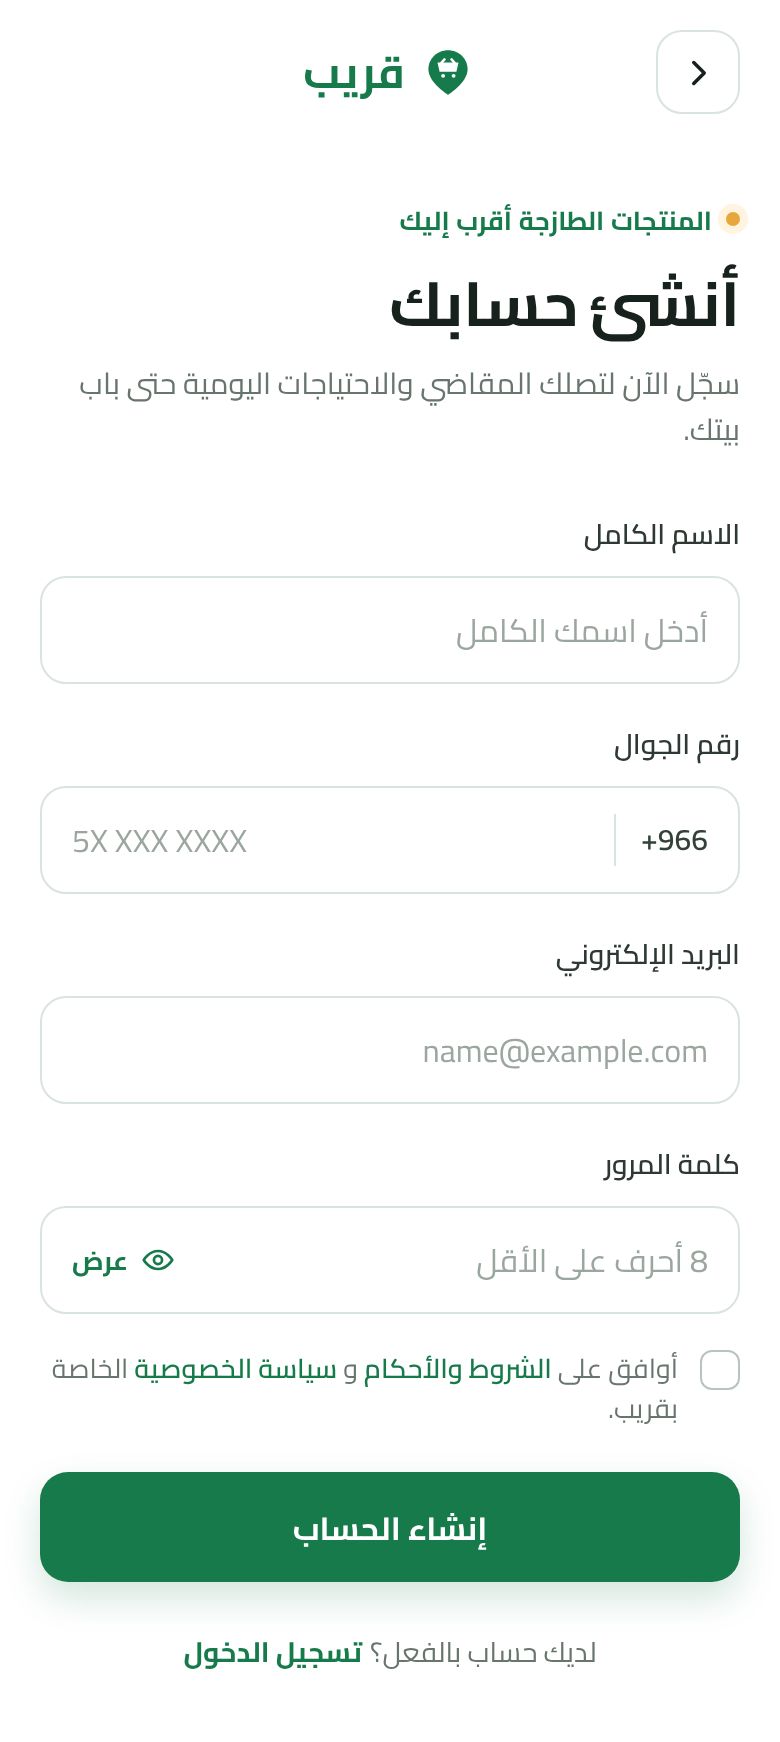 قريب
المنتجات الطازجة أقرب إليك
أنشئ حسابك
سجّل الآن لتصلك المقاضي والاحتياجات اليومية حتى باب
بيتك.
الاسم الكامل
أدخل اسمك الكامل
رقم الجوال
+966
5X XXX XXXX
البريد الإلكتروني
name@example.com
كلمة المرور
8 أحرف على الأقل
عرض
أوافق على الشروط والأحكام و سياسة الخصوصية الخاصة
بقريب.
إنشاء الحساب
لديك حساب بالفعل؟ تسجيل الدخول